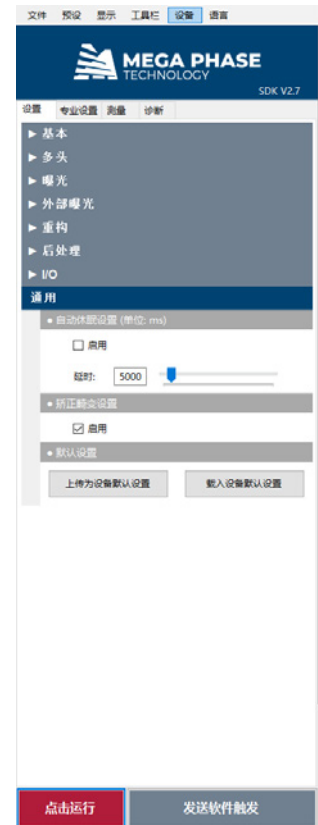 文件 预设 显示 工具栏 设备 语言
MEGA PHASE
TECHNOLOGY
SDK V2.7
设置 专业设置 测量 诊断
基本
多头
曝光
外部曝光
重构
后处理
I/O
通用
自动休眠设置 (单位: ms)
启用
延时: 5000
矫正畸变设置
启用
默认设置
上传为设备默认设置 载入设备默认设置
点击运行 发送软件触发